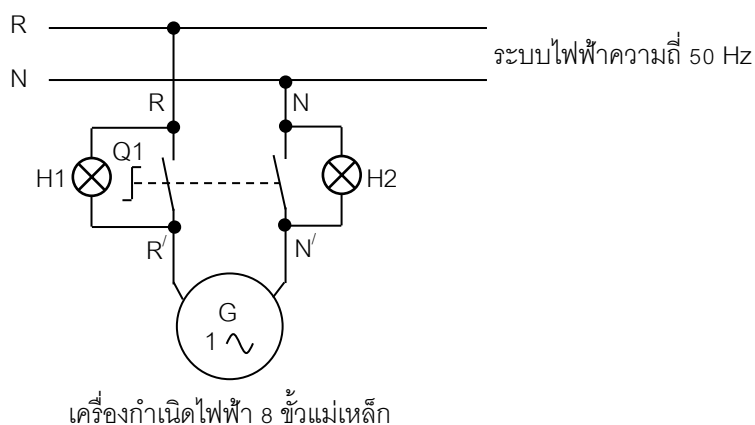 R
ระบบไฟฟ้าความถี่ 50 Hz
N
R N
Q1
H1 H2
R/ N/
G
1
เครื่องกำเนิดไฟฟ้า 8 ขั้วแม่เหล็ก